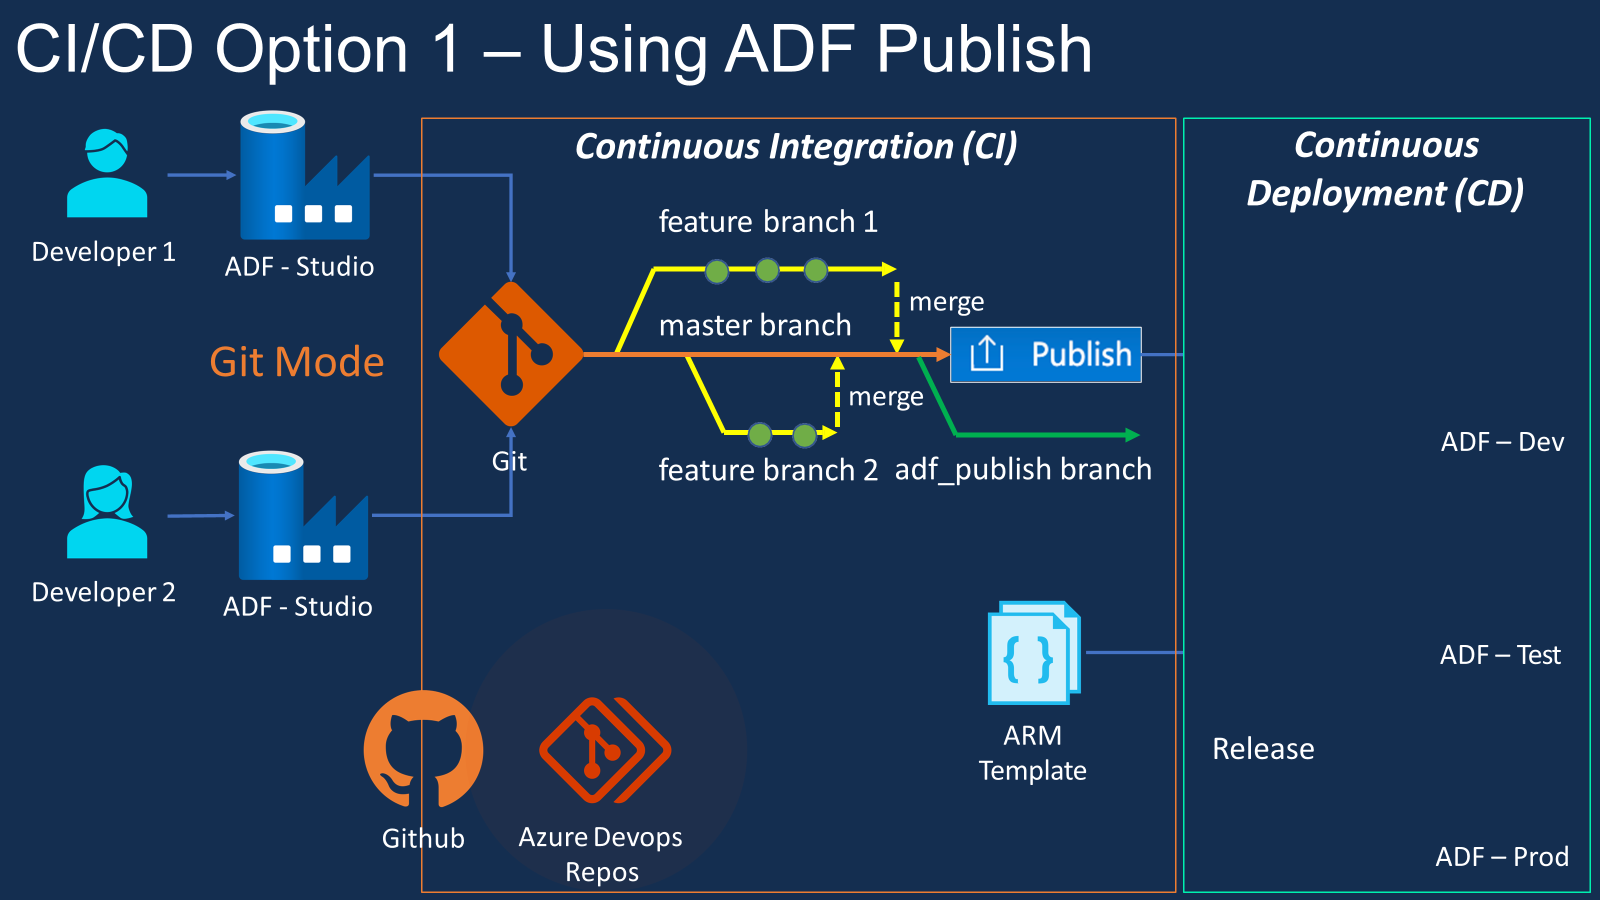 CI/CD Option 1 – Using ADF Publish
Continuous Integration (CI)
Continuous
Deployment (CD)
Developer 1
ADF - Studio
feature branch 1
merge
master branch
Publish
Git Mode
merge
Git
feature branch 2
adf_publish branch
ADF – Dev
Developer 2
ADF - Studio
ADF – Test
{ }
ARM
Template
Release
Github
Azure Devops
Repos
ADF – Prod